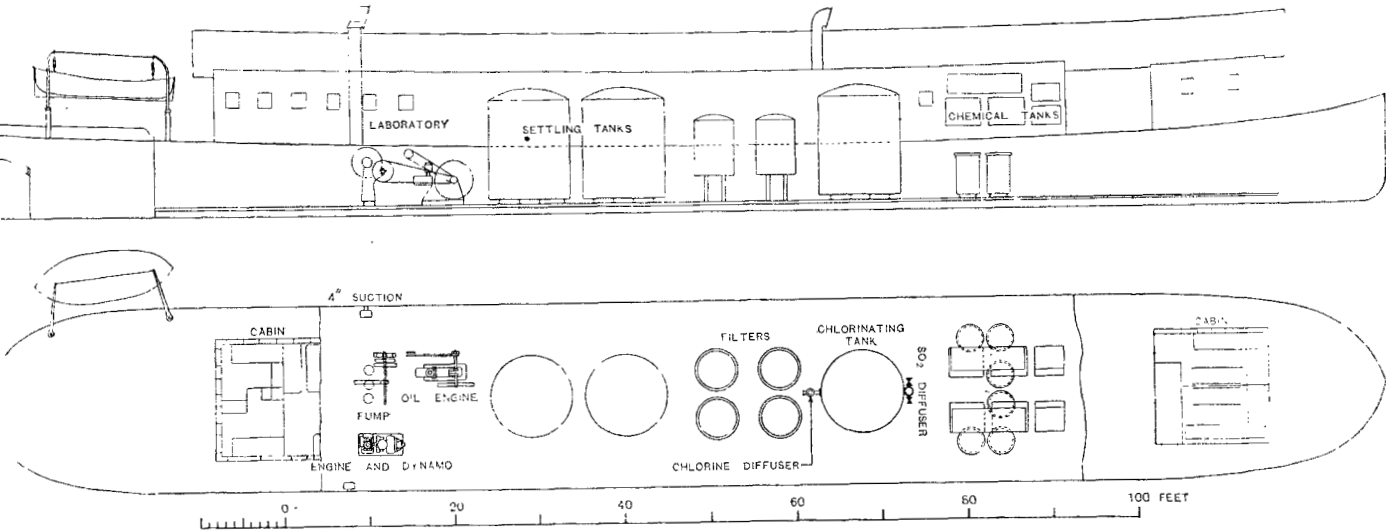 LABORATORY
SETTLING TANKS
CHEMICAL TANKS
4" SUCTION
CABIN
FILTERS
CHLORINATING
TANK
CABIN
SO2 DIFFUSER
OIL ENGINE
PUMP
ENGINE AND DYNAMO
CHLORINE DIFFUSER
0 20 40 60 80 100 FEET